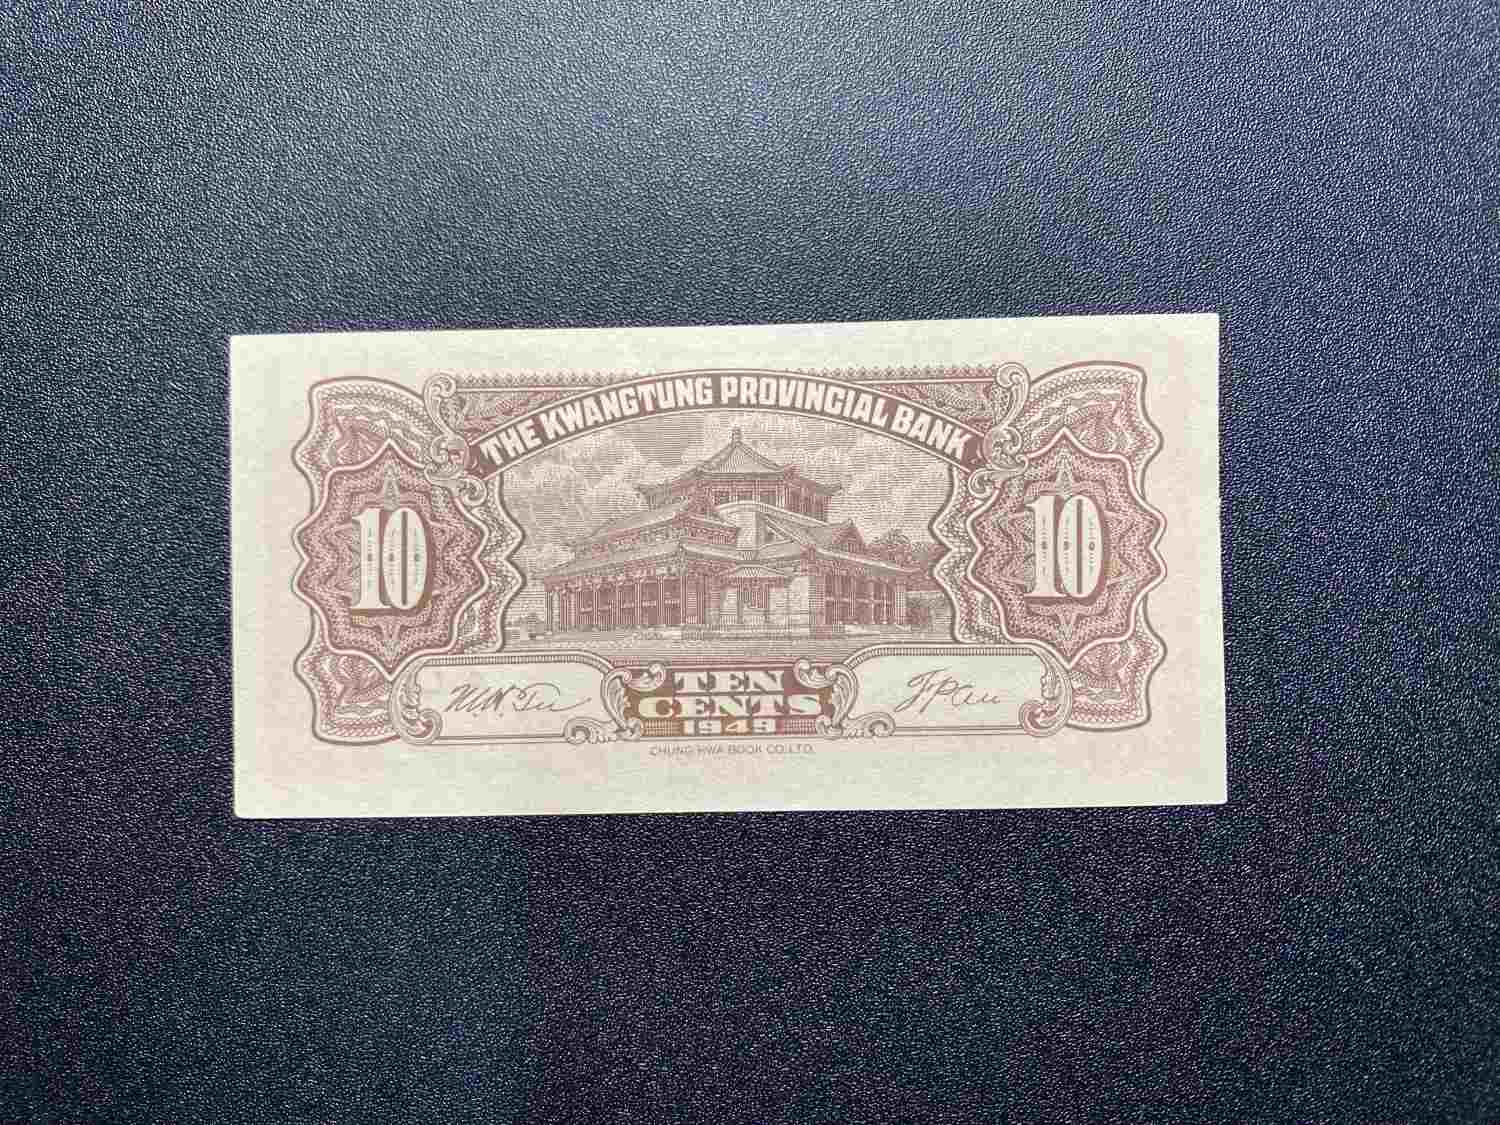 THE KWANGTUNG PROVINCIAL BANK
10 10
TEN
CENTS
1949
CHUNG HWA BOOK CO. LTD.